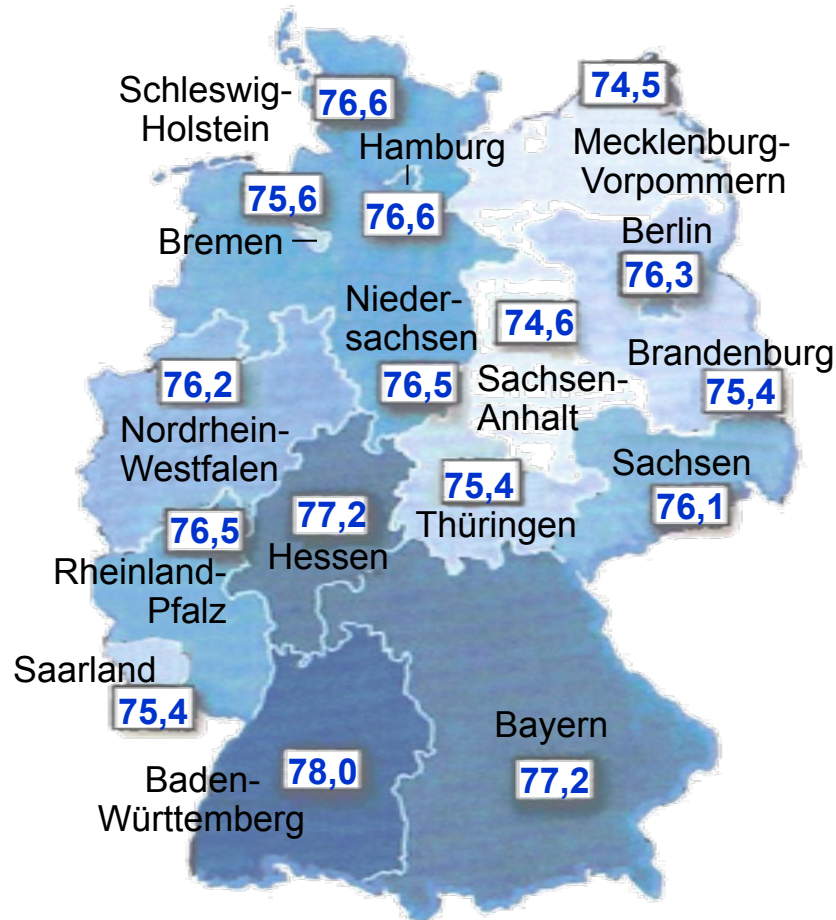 Schleswig-
Holstein
76,6
74,5
Mecklenburg-
Vorpommern
Hamburg
76,6
75,6
Bremen
Berlin
76,3
Nieder-
sachsen
76,5
74,6
Sachsen-
Anhalt
Brandenburg
75,4
76,2
Nordrhein-
Westfalen
Sachsen
76,1
75,4
Thüringen
77,2
Hessen
76,5
Rheinland-
Pfalz
Saarland
75,4
Bayern
77,2
78,0
Baden-
Württemberg